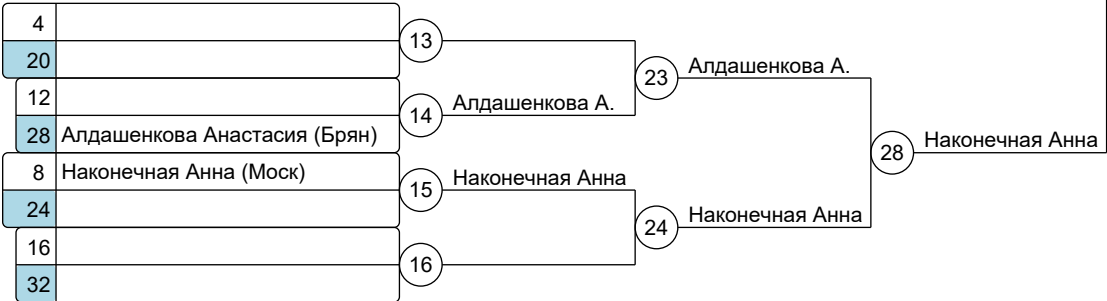 4
13
20
23 Алдашенкова А.
12
14 Алдашенкова А.
28 Алдашенкова Анастасия (Брян)
28 Наконечная Анна
8 Наконечная Анна (Моск)
15 Наконечная Анна
24
24 Наконечная Анна
16
16
32